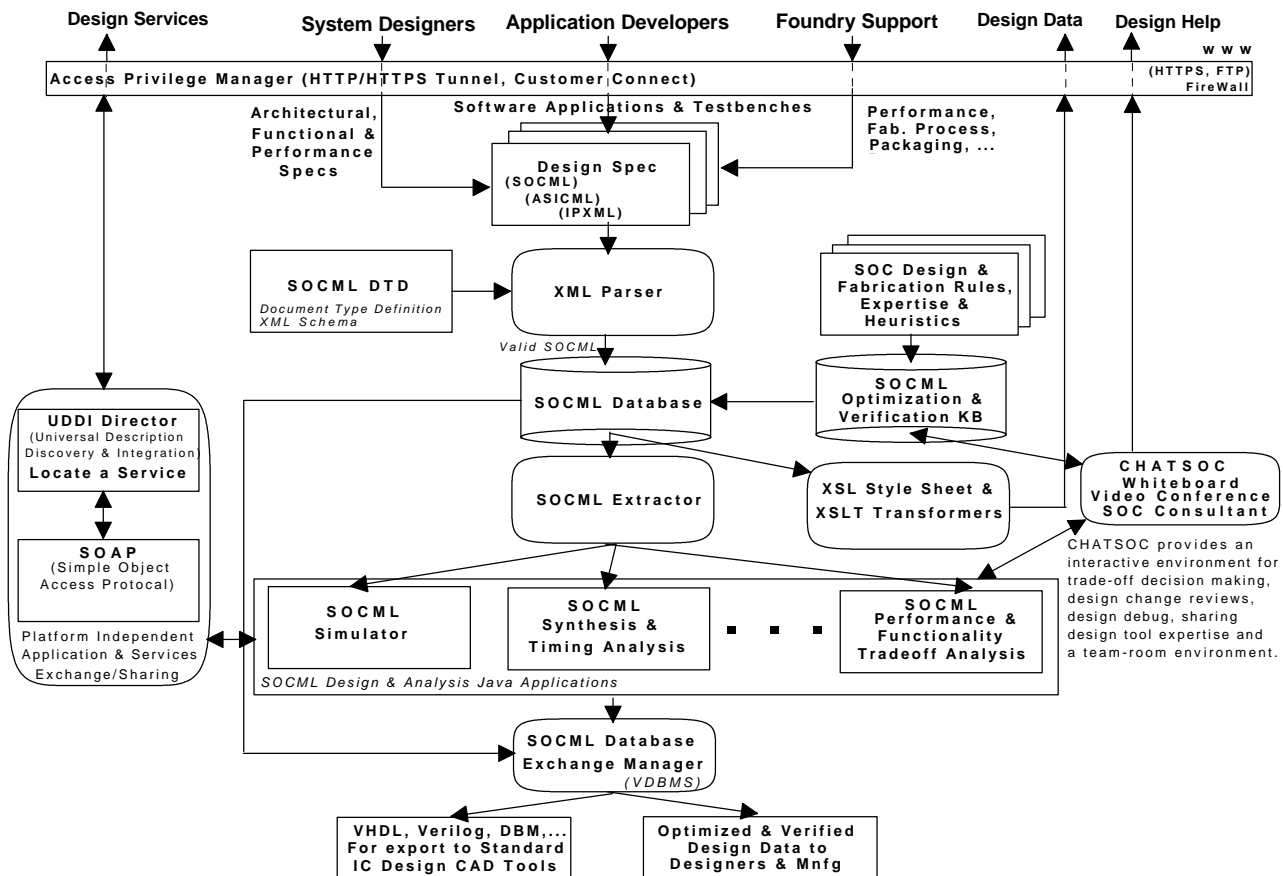 Design Services
System Designers
Application Developers
Foundry Support
Design Data
Design Help
W W W
Access Privilege Manager (HTTP/HTTPS Tunnel, Customer Connect)
(HTTPS, FTP)
FireWall
Architectural,
Functional &
Performance
Specs
Software Applications & Testbenches
Performance,
Fab. Process,
Packaging, ...
Design Spec
(SOCML)
(ASICML)
(IPXML)
SOCML DTD
Document Type Definition
XML Schema
XML Parser
SOC Design &
Fabrication Rules,
Expertise &
Heuristics
Valid SOCML
SOCML Database
SOCML
Optimization &
Verification KB
UDDI Director
(Universal Description
Discovery & Integration)
Locate a Service
SOCML Extractor
XSL Style Sheet &
XSLT Transformers
CHATSOC
Whiteboard
Video Conference
SOC Consultant
SOAP
(Simple Object
Access Protocal)
CHATSOC provides an
interactive environment for
trade-off decision making,
design change reviews,
design debug, sharing
design tool expertise and
a team-room environment.
Platform Independent
Application & Services
Exchange/Sharing
SOCML
Simulator
SOCML
Synthesis &
Timing Analysis
SOCML
Performance &
Functionality
Tradeoff Analysis
SOCML Design & Analysis Java Applications
SOCML Database
Exchange Manager
(VDBMS)
VHDL, Verilog, DBM,...
For export to Standard
IC Design CAD Tools
Optimized & Verified
Design Data to
Designers & Mnfg